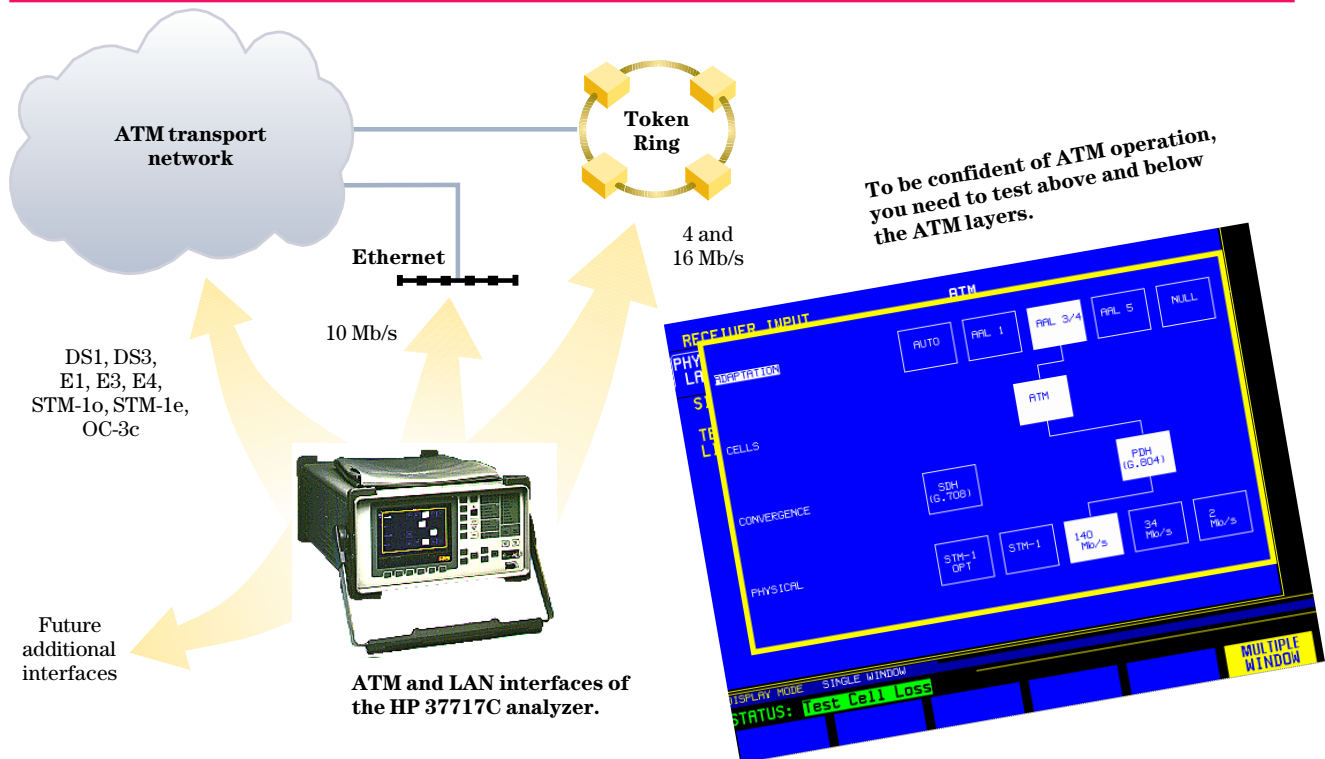 ATM transport
network
Token
Ring
Ethernet
4 and
16 Mb/s
10 Mb/s
DS1, DS3,
E1, E3, E4,
STM-1o, STM-1e,
OC-3c
Future
additional
interfaces
ATM and LAN interfaces of
the HP 37717C analyzer.
To be confident of ATM operation,
you need to test above and below
the ATM layers.
ATM
RECEIVER INPUT
PHY
LA
ADAPTATION
AUTO
AAL 1
AAL 3/4
AAL 5
NULL
TE
LI
CELLS
ATM
CONVERGENCE
SDH
(G.708)
PDH
(G.804)
PHYSICAL
STM-1
OPT
STM-1
140
Mb/s
34
Mb/s
2
Mb/s
DISPLAY MODE SINGLE WINDOW
MULTIPLE
WINDOW
STATUS: Test Cell Loss